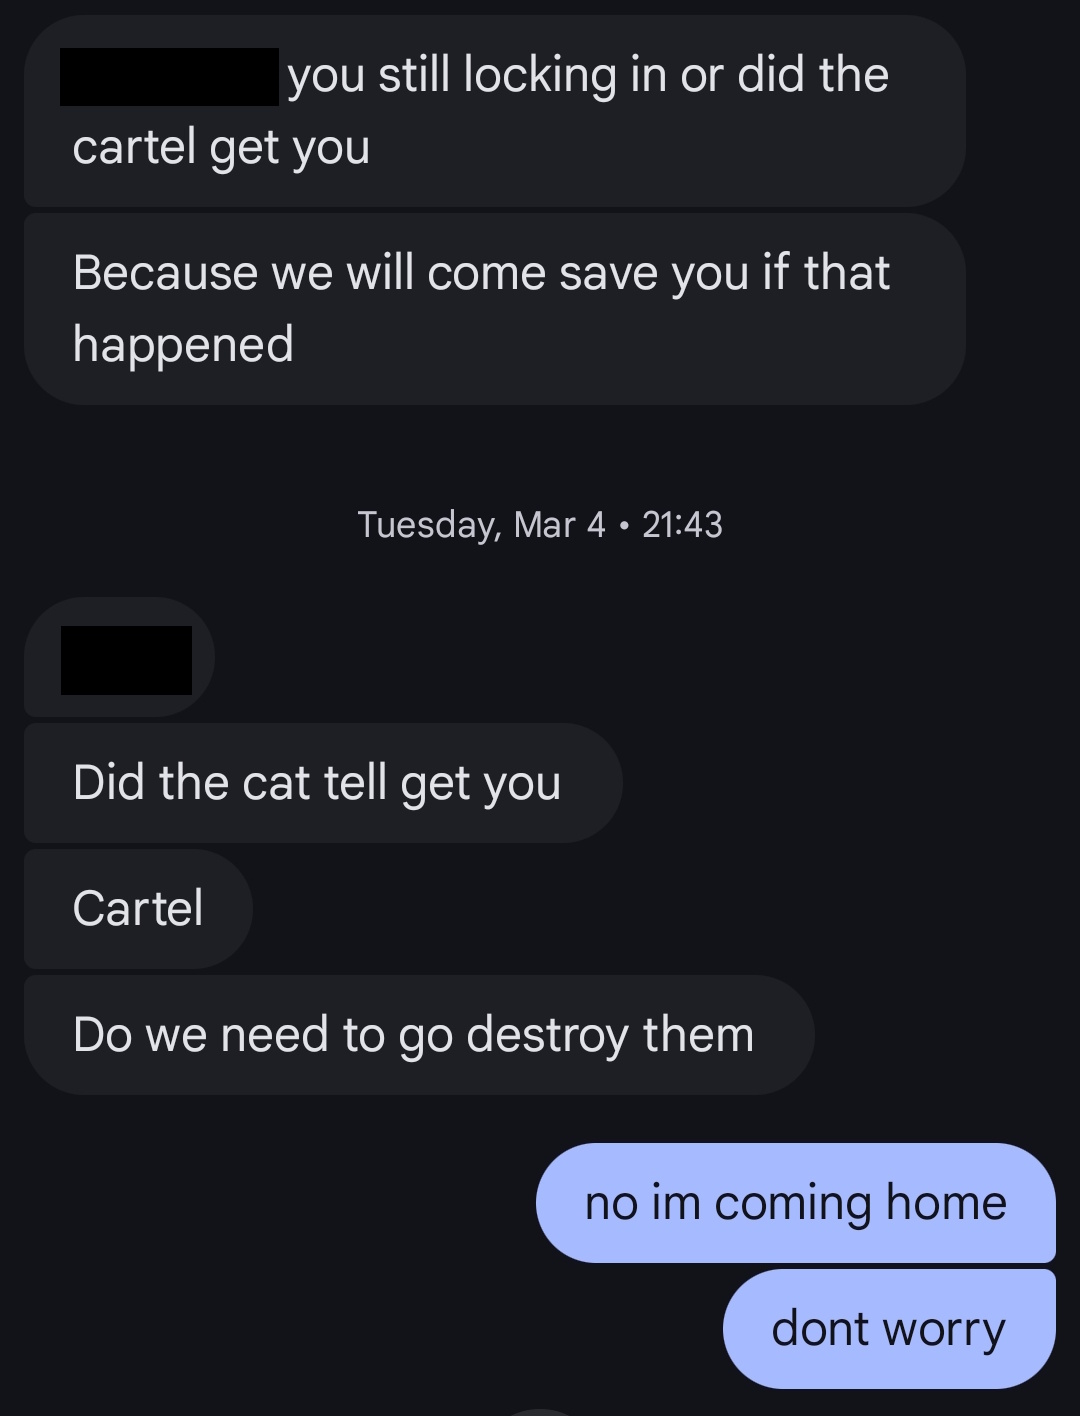 you still locking in or did the
cartel get you
Because we will come save you if that
happened
Tuesday, Mar 4 • 21:43
Did the cat tell get you
Cartel
Do we need to go destroy them
no im coming home
dont worry